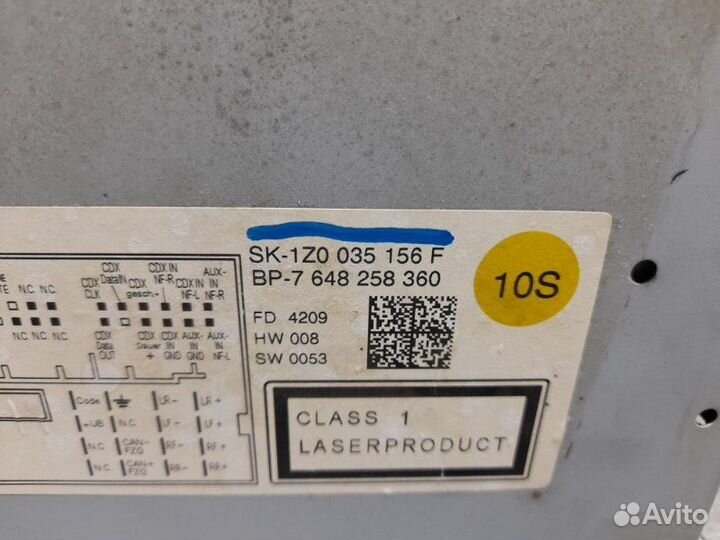 SK-1Z0 035 156 F
BP-7 648 258 360
10S
FD 4209
HW 008
SW 0053
CLASS 1
LASERPRODUCT
N.C. N.C. CDX CLK CDX DataIN CDX gesch+ CDX IN NF-R CDX IN NF-L AUX-NF-R
N.C. N.C. N.C. CDX Data OUT CDX Dauer + CDX IN GND AUX-IN GND AUX-NF-L
Code LR- LR+
+UB N.C LF- LF+
N.C CAN-FZG RF- RF+
N.C CAN+FZG RR- RR+
Avito